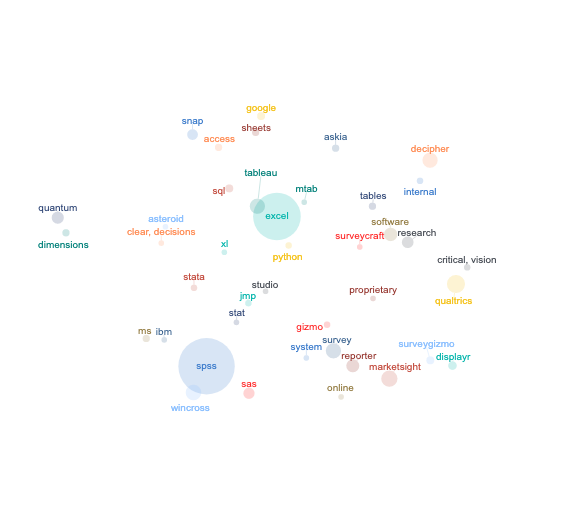 google
snap
sheets
askia
access
decipher
tableau
mtab
sql
internal
tables
quantum
asteroid
excel
software
clear, decisions
research
surveycraft
dimensions
xl
python
critical, vision
stata
studio
proprietary
jmp
qualtrics
stat
gizmo
ms
ibm
survey
system
surveygizmo
reporter
displayr
spss
marketsight
sas
online
wincross